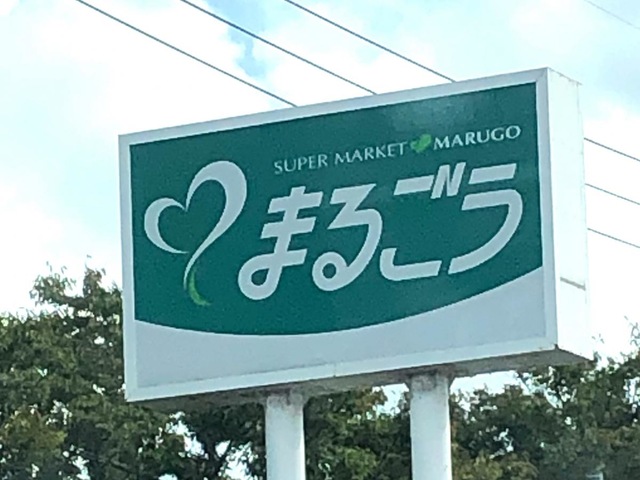 SUPER MARKET MARUGO
まるごう